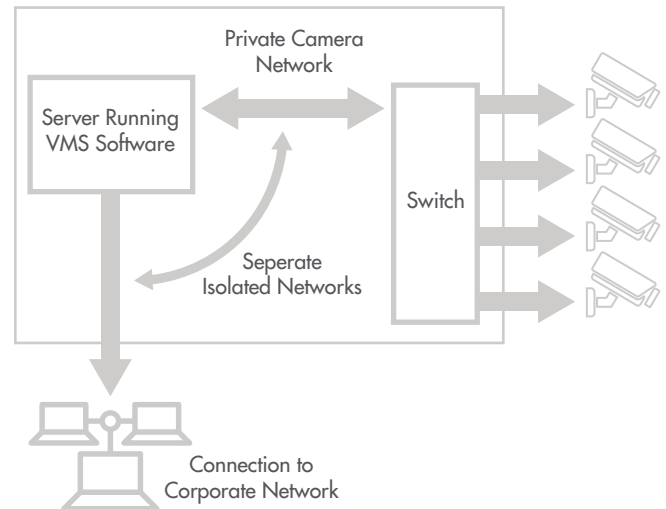 Private Camera
Network
Server Running
VMS Software
Switch
Seperate
Isolated Networks
Connection to
Corporate Network